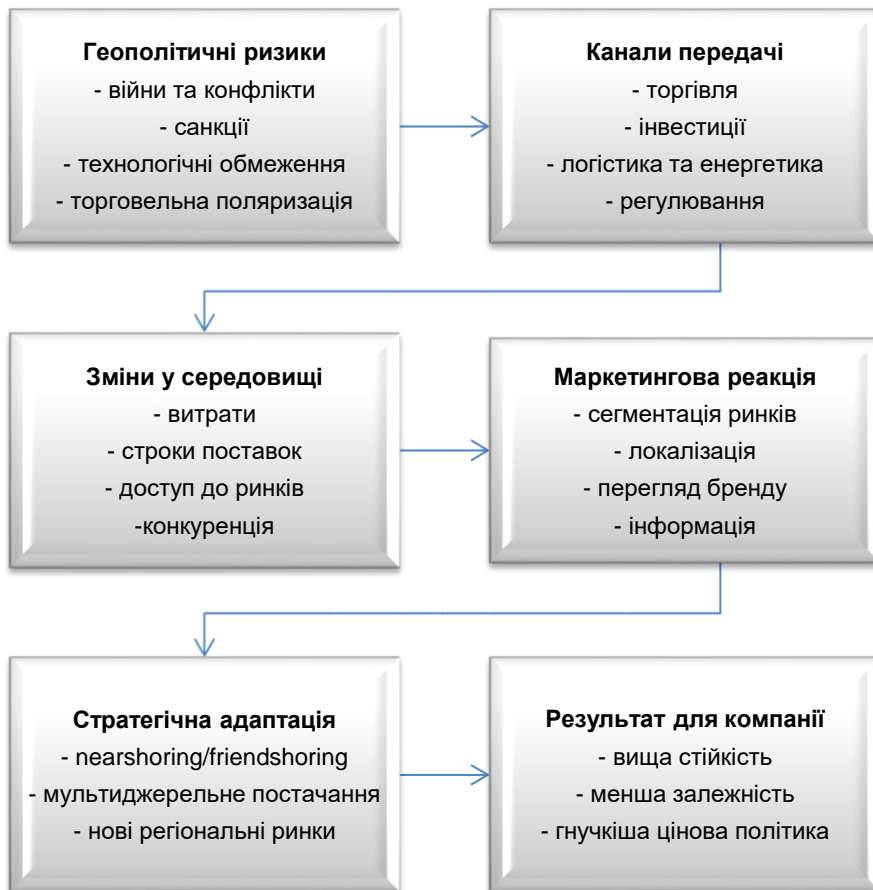 Геополітичні ризики
- війни та конфлікти
- санкції
- технологічні обмеження
- торговельна поляризація
Канали передачі
- торгівля
- інвестиції
- логістика та енергетика
- регулювання
Зміни у середовищі
- витрати
- строки поставок
- доступ до ринків
-конкуренція
Маркетингова реакція
- сегментація ринків
- локалізація
- перегляд бренду
- інформація
Стратегічна адаптація
- nearshoring/friendshoring
- мультиджерельне постачання
- нові регіональні ринки
Результат для компанії
- вища стійкість
- менша залежність
- гнучкіша цінова політика